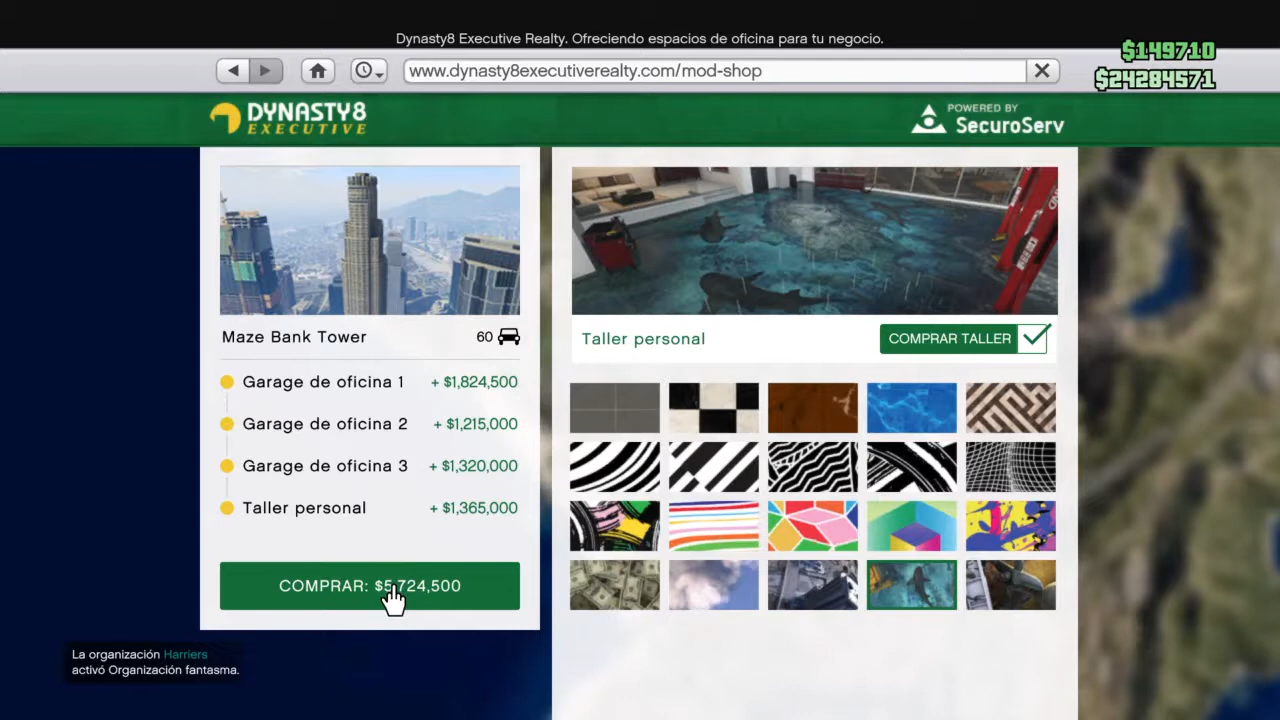 Dynasty8 Executive Realty. Ofreciendo espacios de oficina para tu negocio.
$149710
www.dynasty8executiverealty.com/mod-shop
$24284571
DYNASTY8
EXECUTIVE
POWERED BY
SecuroServ
Maze Bank Tower
60
Garage de oficina 1 + $1,824,500
Garage de oficina 2 + $1,215,000
Garage de oficina 3 + $1,320,000
Taller personal + $1,365,000
COMPRAR: $5,724,500
Taller personal
COMPRAR TALLER
La organización Harriers
activó Organización fantasma.